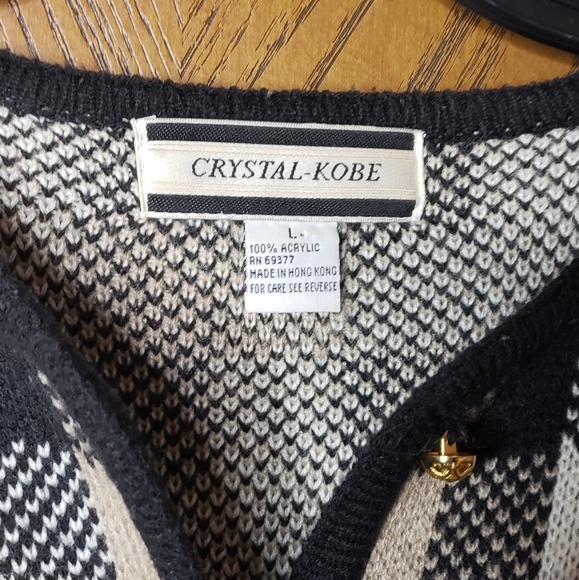 CRYSTAL-KOBE
L
100% ACRYLIC
RN 69377
MADE IN HONG KONG
FOR CARE SEE REVERSE